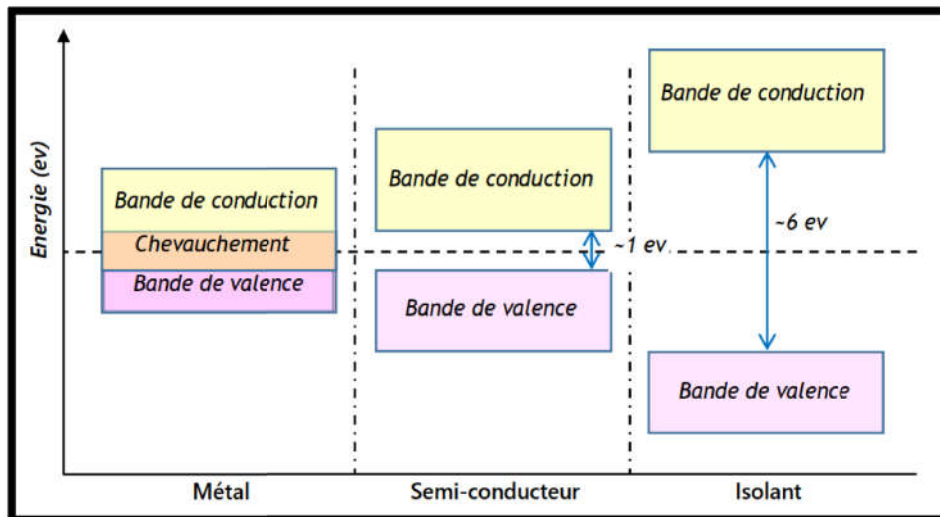 Energie (ev)
Bande de conduction
Chevauchement
Bande de valence
Bande de conduction
~1 ev
Bande de valence
Bande de conduction
~6 ev
Bande de valence
Métal
Semi-conducteur
Isolant